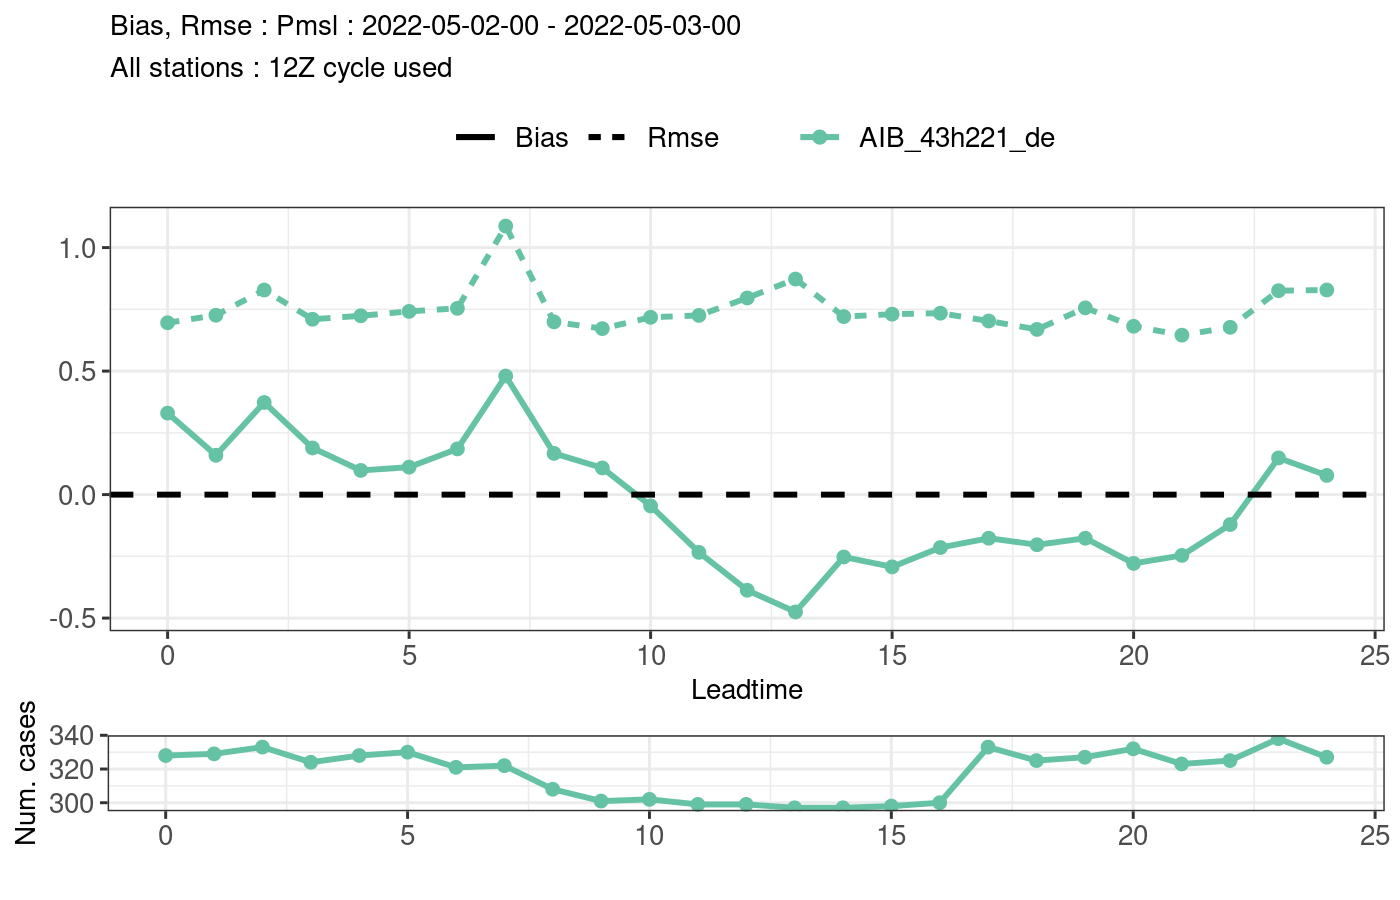 Bias, Rmse : Pmsl : 2022-05-02-00 - 2022-05-03-00
All stations : 12Z cycle used
Bias Rmse AIB_43h221_de
1.0
0.5
0.0
-0.5
0 5 10 15 20 25
Leadtime
Num. cases
340
320
300
0 5 10 15 20 25